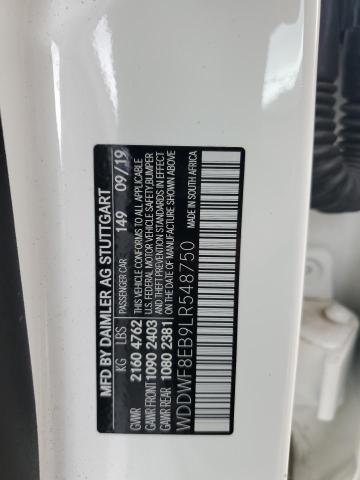 MFD BY DAIMLER AG STUTTGART
PASSENGER CAR 149 09/19
KG LBS THIS VEHICLE CONFORMS TO ALL APPLICABLE
GVWR 2160 4762 U.S. FEDERAL MOTOR VEHICLE SAFETY,BUMPER
GAWR FRONT 1090 2403 AND THEFT PREVENTION STANDARDS IN EFFECT
GAWR REAR 1080 2381 ON THE DATE OF MANUFACTURE SHOWN ABOVE
WDDWF8EB9LR548750 MADE IN SOUTH AFRICA